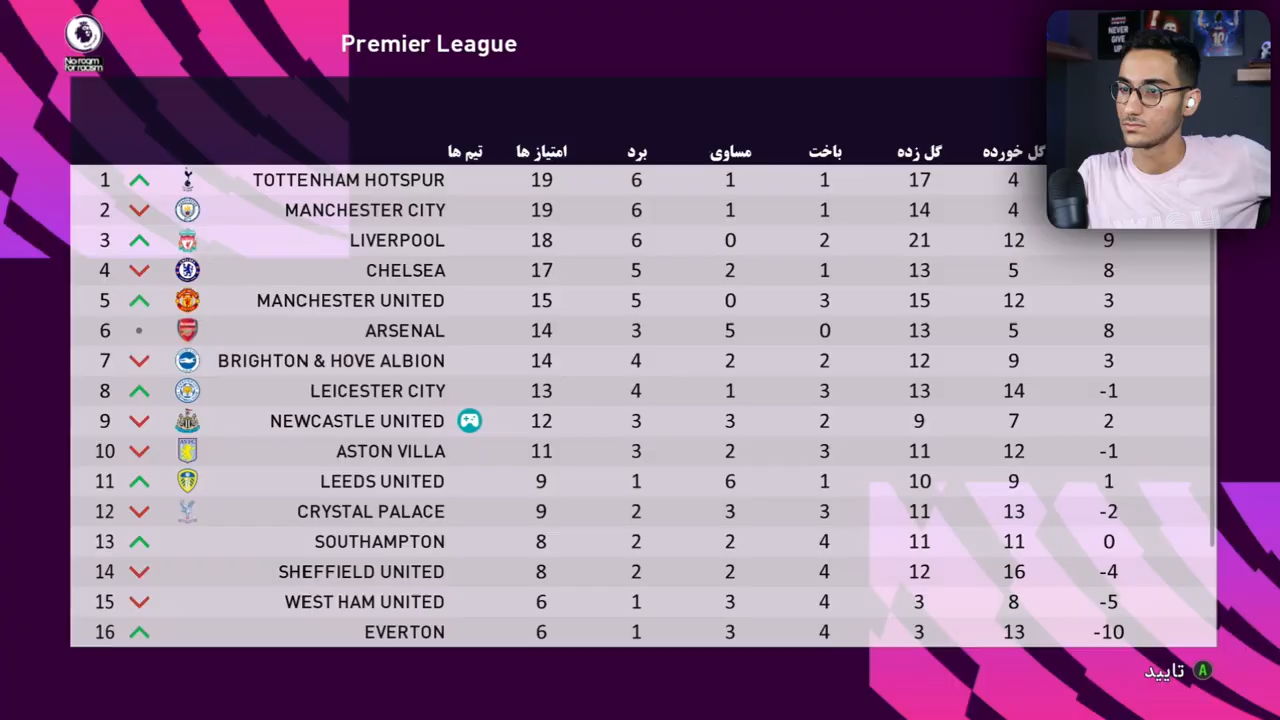 Premier League
No room
for racism
NEVER
GIVE
UP
10
تیم ها امتیاز ها برد مساوی باخت گل زده گل خورده
1 TOTTENHAM HOTSPUR 19 6 1 1 17 4
2 MANCHESTER CITY 19 6 1 1 14 4
3 LIVERPOOL 18 6 0 2 21 12 9
4 CHELSEA 17 5 2 1 13 5 8
5 MANCHESTER UNITED 15 5 0 3 15 12 3
6 ARSENAL 14 3 5 0 13 5 8
7 BRIGHTON & HOVE ALBION 14 4 2 2 12 9 3
8 LEICESTER CITY 13 4 1 3 13 14 -1
9 NEWCASTLE UNITED 12 3 3 2 9 7 2
10 ASTON VILLA 11 3 2 3 11 12 -1
11 LEEDS UNITED 9 1 6 1 10 9 1
12 CRYSTAL PALACE 9 2 3 3 11 13 -2
13 SOUTHAMPTON 8 2 2 4 11 11 0
14 SHEFFIELD UNITED 8 2 2 4 12 16 -4
15 WEST HAM UNITED 6 1 3 4 3 8 -5
16 EVERTON 6 1 3 4 3 13 -10
تایید A